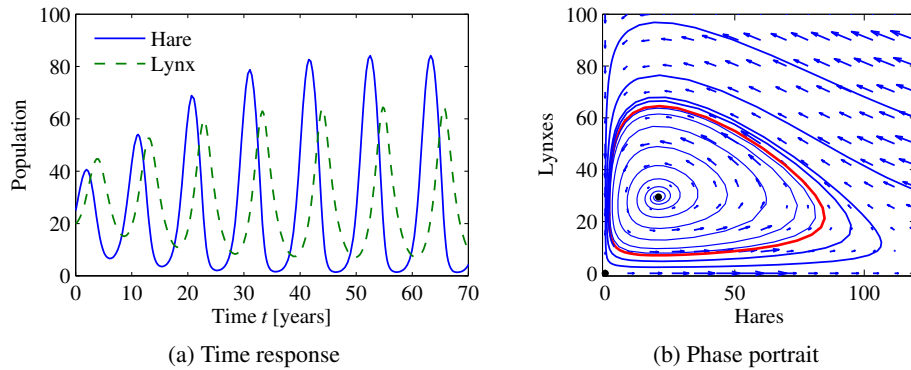 100
80
60
40
20
0
Population
Hare
Lynx
0 10 20 30 40 50 60 70
Time t [years]
(a) Time response
100
80
60
40
20
0
Lynxes
0 50 100
Hares
(b) Phase portrait